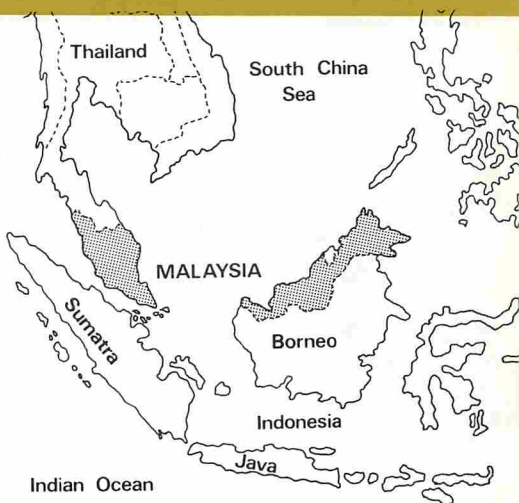 Thailand
South China
Sea
MALAYSIA
Sumatra
Borneo
Indonesia
Java
Indian Ocean